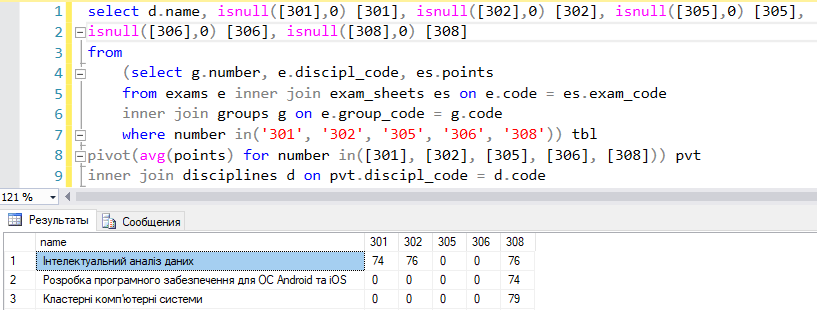 1 select d.name, isnull([301],0) [301], isnull([302],0) [302], isnull([305],0) [305],
2 isnull([306],0) [306], isnull([308],0) [308]
3 from
4 (select g.number, e.discipl_code, es.points
5 from exams e inner join exam_sheets es on e.code = es.exam_code
6 inner join groups g on e.group_code = g.code
7 where number in('301', '302', '305', '306', '308')) tbl
8 pivot(avg(points) for number in([301], [302], [305], [306], [308])) pvt
9 inner join disciplines d on pvt.discipl_code = d.code
121 %
Результаты Сообщения
name 301 302 305 306 308
1 Інтелектуальний аналіз даних 74 76 0 0 76
2 Розробка програмного забезпечення для ОС Android та iOS 0 0 0 0 74
3 Кластерні комп'ютерні системи 0 0 0 0 79